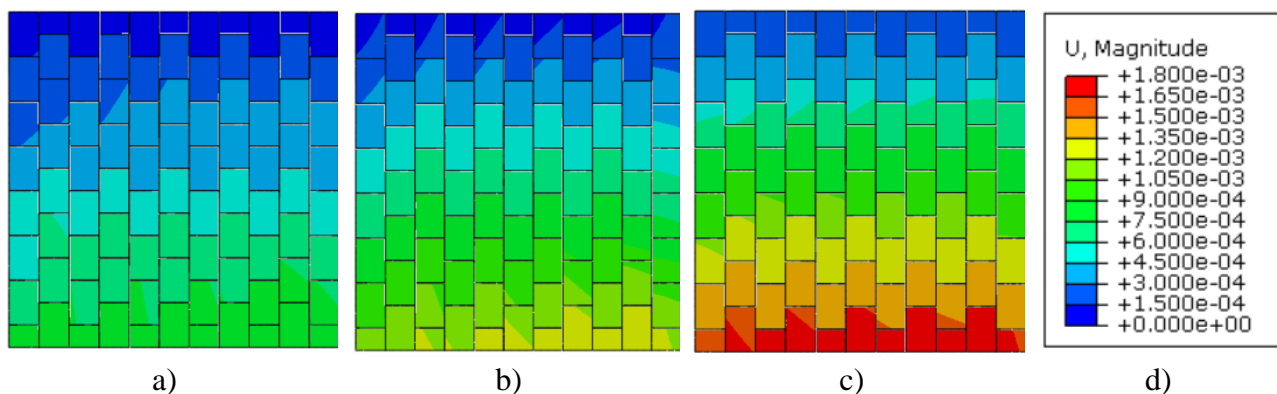 U, Magnitude
+1.800e-03
+1.650e-03
+1.500e-03
+1.350e-03
+1.200e-03
+1.050e-03
+9.000e-04
+7.500e-04
+6.000e-04
+4.500e-04
+3.000e-04
+1.500e-04
+0.000e+00
a) b) c) d)